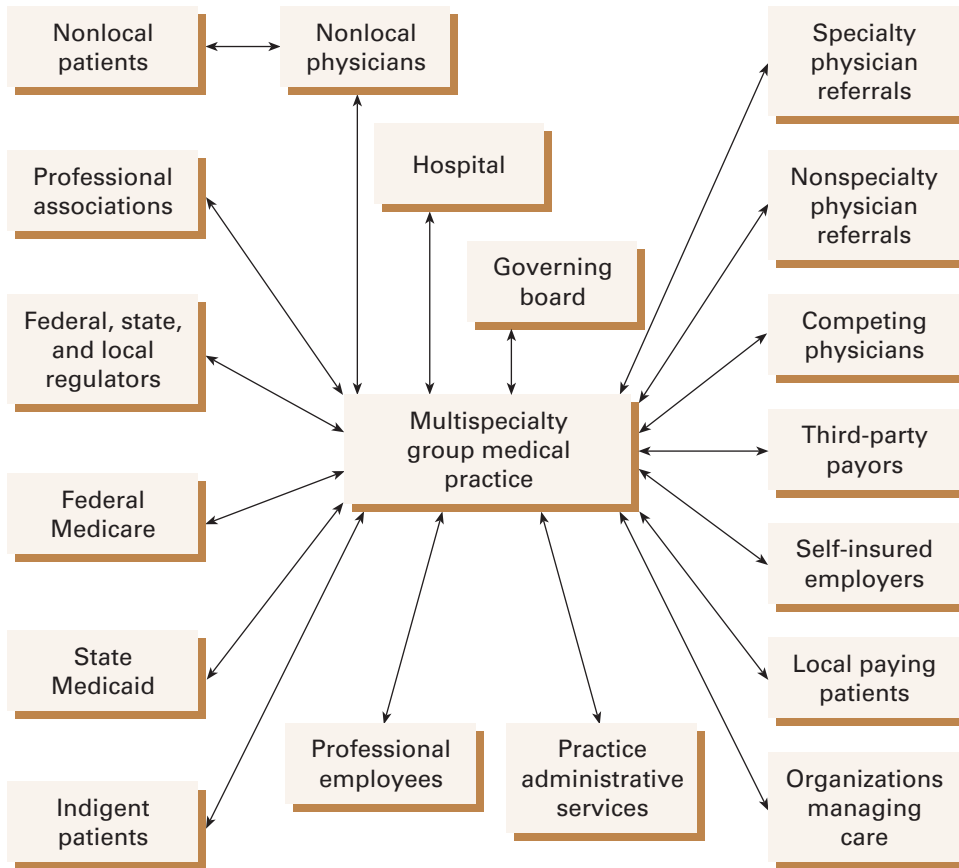 Nonlocal
patients
Nonlocal
physicians
Specialty
physician
referrals
Hospital
Professional
associations
Nonspecialty
physician
referrals
Governing
board
Federal, state,
and local
regulators
Competing
physicians
Multispecialty
group medical
practice
Third-party
payors
Federal
Medicare
Self-insured
employers
State
Medicaid
Local paying
patients
Professional
employees
Practice
administrative
services
Indigent
patients
Organizations
managing
care